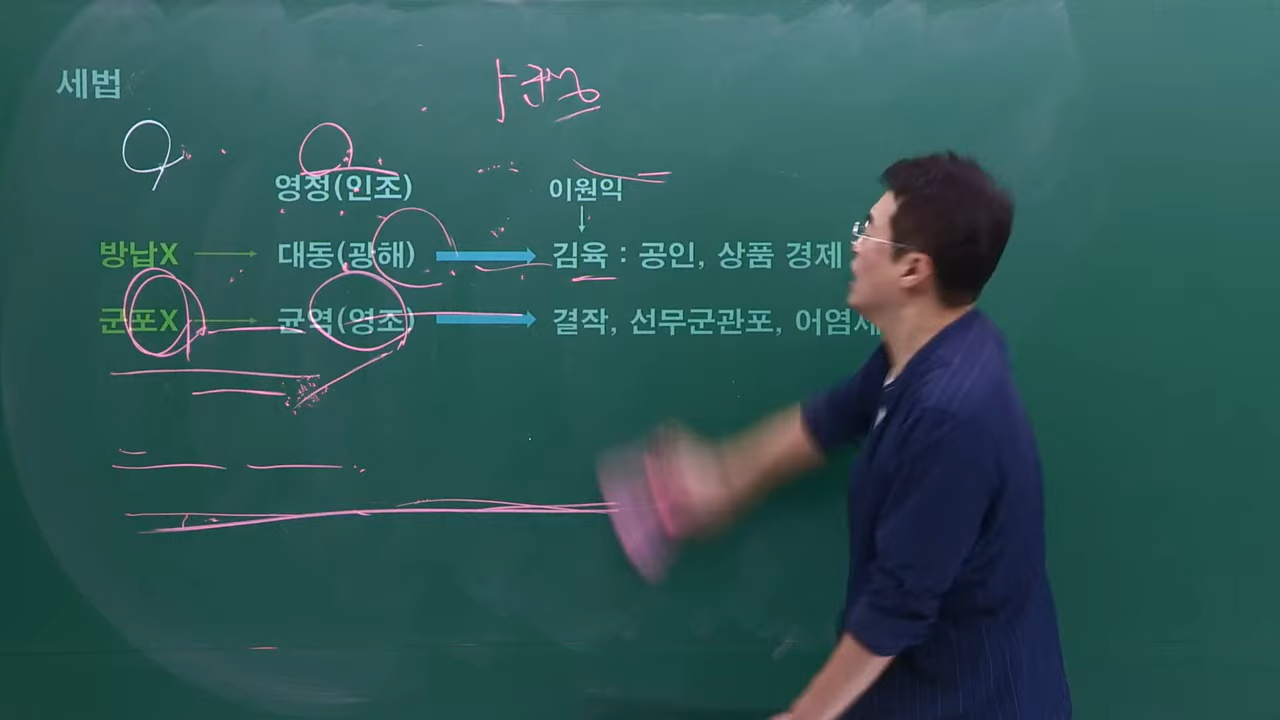 세법
영정(인조)
이원익
방납X 대동(광해) 김육 : 공인, 상품 경제
군포X 균역(영조) 결작, 선무군관포, 어염세